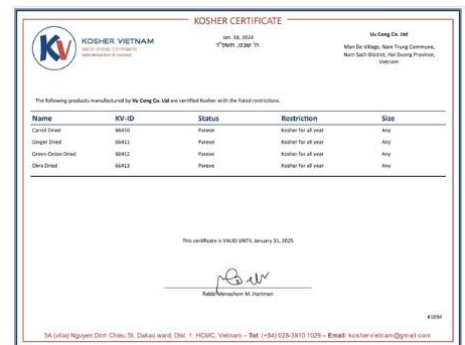 KOSHER CERTIFICATE
KV
KOSHER VIETNAM
Jan. 18, 2024
ח' שבט, תשפ"ד
Vu Cong Co. Ltd
Man De Village, Nam Trung Commune,
Nam Sach District, Hai Duong Province,
Vietnam
The following products manufactured by Vu Cong Co. Ltd are certified Kosher with the listed restrictions.
Name KV-ID Status Restriction Size
Carrot Dried 66410 Pareve Kosher for all year Any
Ginger Dried 66411 Pareve Kosher for all year Any
Green Onion Dried 66412 Pareve Kosher for all year Any
Okra Dried 66413 Pareve Kosher for all year Any
This certificate is VALID UNTIL January 31, 2025
Rabbi Menachem M. Hartman
#1894
5A (villa) Nguyen Dinh Chieu St. Dakao ward, Dist. 1, HCMC, Vietnam – Tel: (+84) 028-3910 1029 – Email: koshervietnam@gmail.com